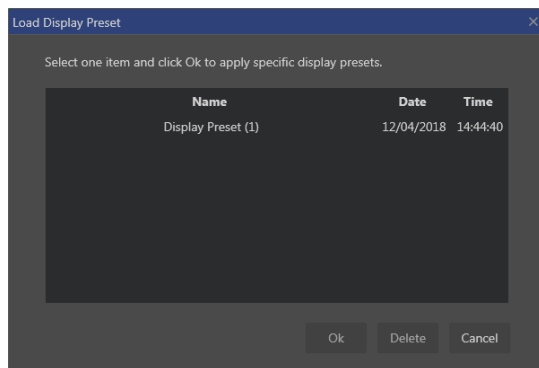 Load Display Preset
Select one item and click Ok to apply specific display presets.
Name Date Time
Display Preset (1) 12/04/2018 14:44:40
Ok Delete Cancel